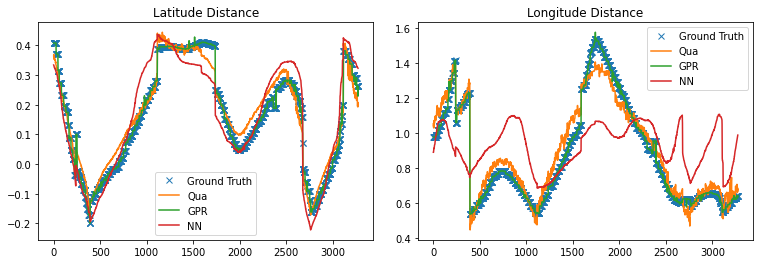 Latitude Distance
0.4
0.3
0.2
0.1
0.0
−0.1
−0.2
Ground Truth
Qua
GPR
NN
0 500 1000 1500 2000 2500 3000
Longitude Distance
1.6
1.4
1.2
1.0
0.8
0.6
0.4
Ground Truth
Qua
GPR
NN
0 500 1000 1500 2000 2500 3000